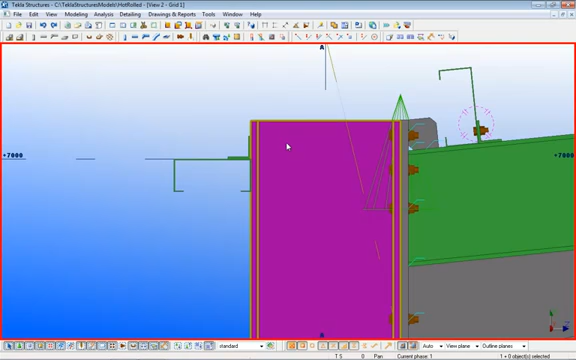 Tekla Structures - C:\TeklaStructuresModels\HotRolled - [View 2 - Grid 1]
File Edit View Modeling Analysis Detailing Drawings & Reports Tools Window Help
A
+7000
+7000
A
standard
Auto
View plane
Outline planes
T S 0 Pan Current phase: 1 1 + 0 object(s) selected